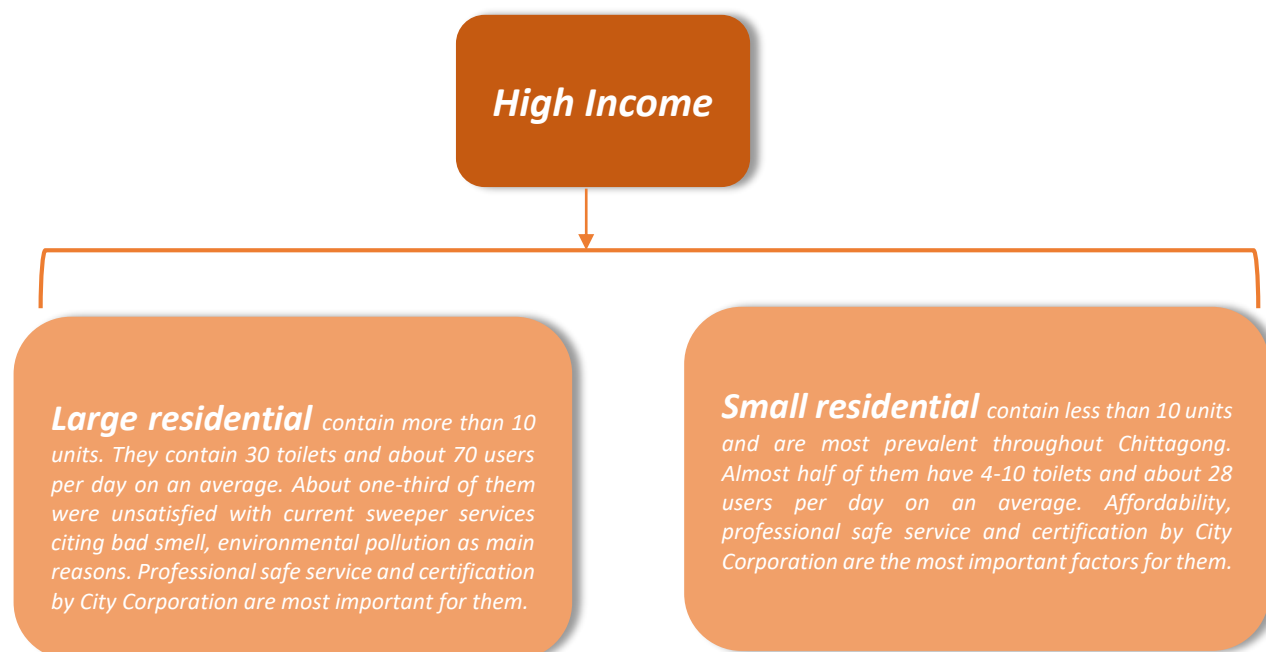 High Income
Large residential contain more than 10
units. They contain 30 toilets and about 70 users
per day on an average. About one-third of them
were unsatisfied with current sweeper services
citing bad smell, environmental pollution as main
reasons. Professional safe service and certification
by City Corporation are most important for them.
Small residential contain less than 10 units
and are most prevalent throughout Chittagong.
Almost half of them have 4-10 toilets and about 28
users per day on an average. Affordability,
professional safe service and certification by City
Corporation are the most important factors for them.